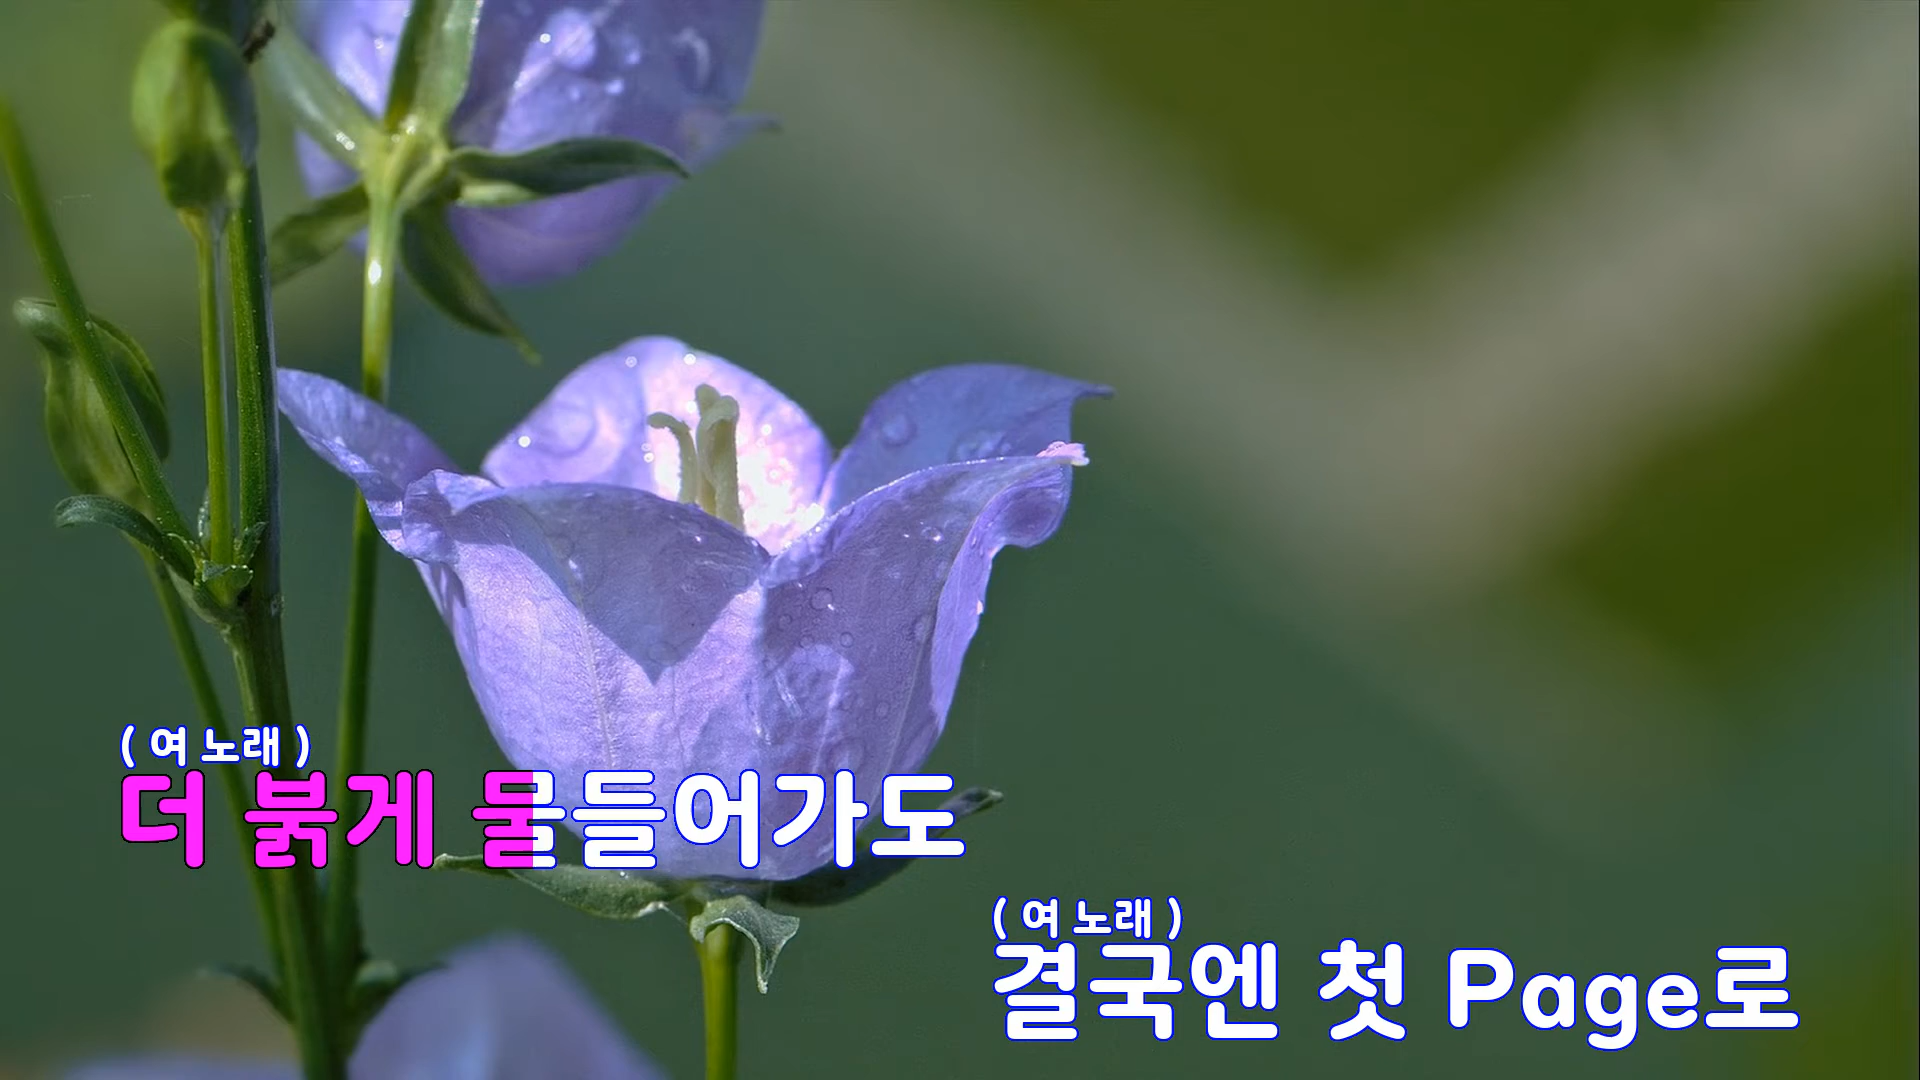 ( 여 노래 )
더 붉게 물들어가도
( 여 노래 )
결국엔 첫 Page로